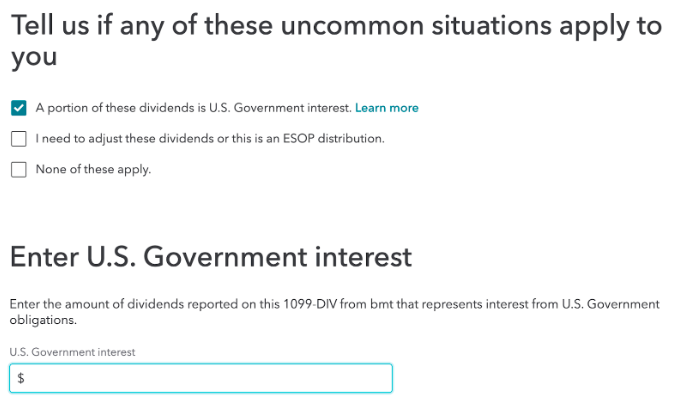 Tell us if any of these uncommon situations apply to
you
A portion of these dividends is U.S. Government interest. Learn more
I need to adjust these dividends or this is an ESOP distribution.
None of these apply.
Enter U.S. Government interest
Enter the amount of dividends reported on this 1099-DIV from bmt that represents interest from U.S. Government
obligations.
U.S. Government interest
$